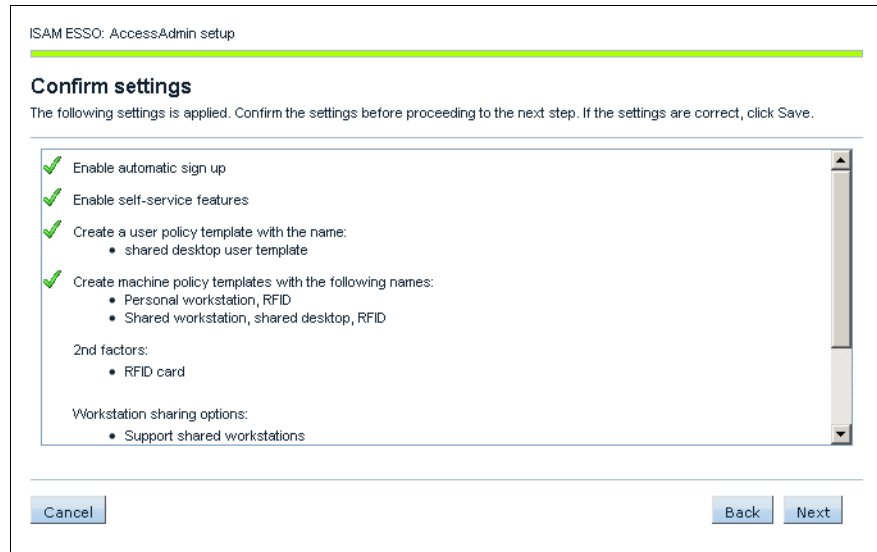 ISAM ESSO: AccessAdmin setup
Confirm settings
The following settings is applied. Confirm the settings before proceeding to the next step. If the settings are correct, click Save.
Enable automatic sign up
Enable self-service features
Create a user policy template with the name:
• shared desktop user template
Create machine policy templates with the following names:
• Personal workstation, RFID
• Shared workstation, shared desktop, RFID
2nd factors:
• RFID card
Workstation sharing options:
• Support shared workstations
Cancel
Back
Next